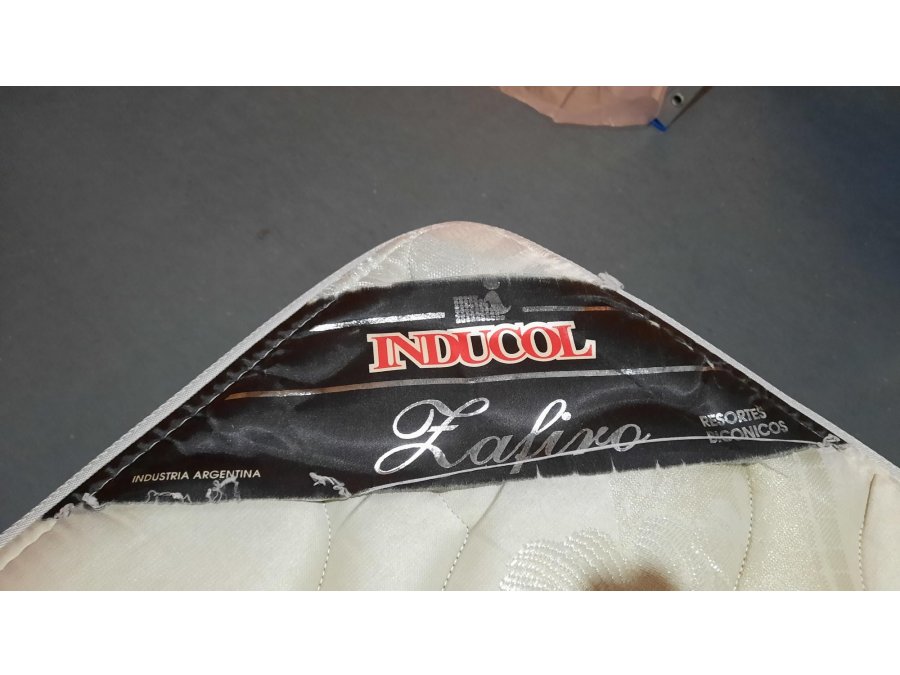 INDUCOL
Zafiro
RESORTES
BICONICOS
INDUSTRIA ARGENTINA